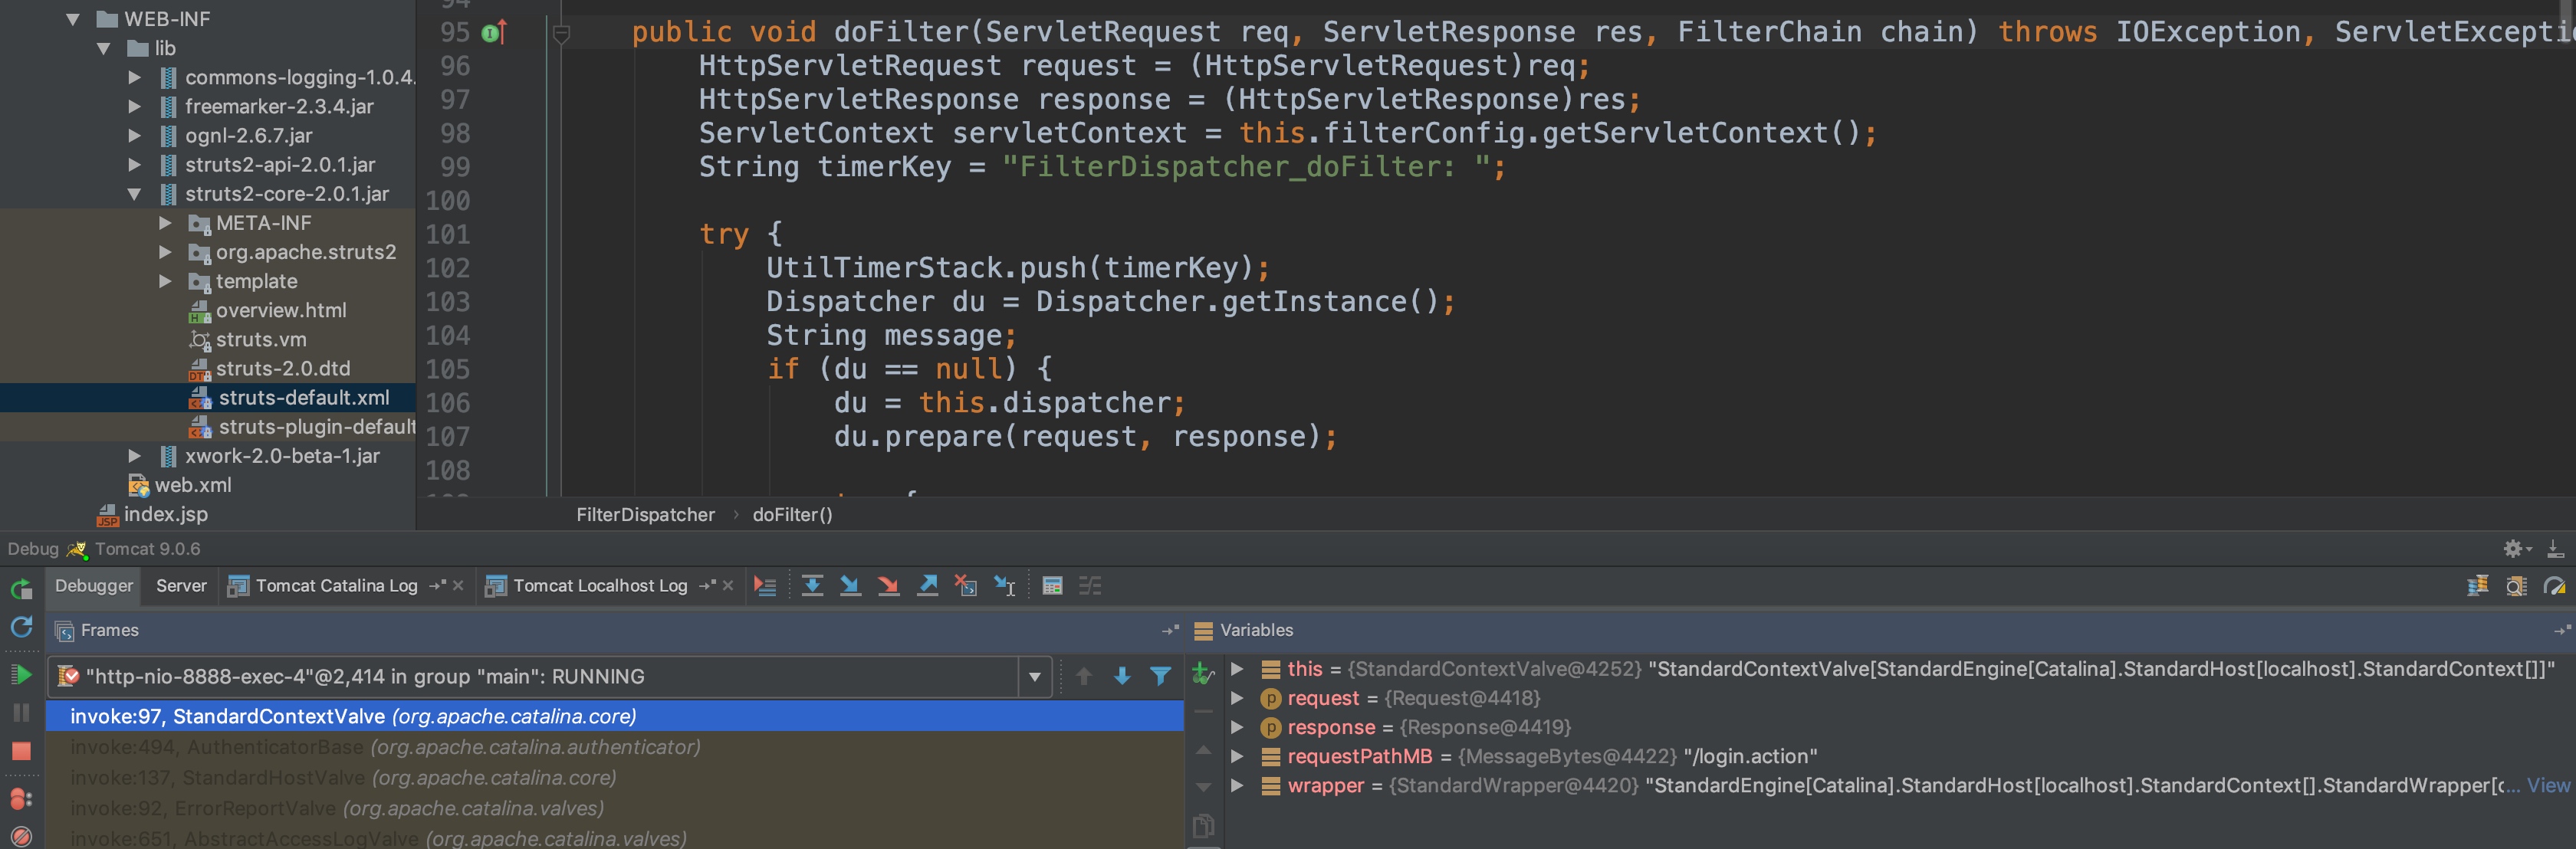 WEB-INF
lib
commons-logging-1.0.4.
freemarker-2.3.4.jar
ognl-2.6.7.jar
struts2-api-2.0.1.jar
struts2-core-2.0.1.jar
META-INF
org.apache.struts2
template
overview.html
struts.vm
struts-2.0.dtd
struts-default.xml
struts-plugin-default
xwork-2.0-beta-1.jar
web.xml
index.jsp
95 public void doFilter(ServletRequest req, ServletResponse res, FilterChain chain) throws IOException, ServletExcepti
96 HttpServletRequest request = (HttpServletRequest)req;
97 HttpServletResponse response = (HttpServletResponse)res;
98 ServletContext servletContext = this.filterConfig.getServletContext();
99 String timerKey = "FilterDispatcher_doFilter: ";
100
101 try {
102 UtilTimerStack.push(timerKey);
103 Dispatcher du = Dispatcher.getInstance();
104 String message;
105 if (du == null) {
106 du = this.dispatcher;
107 du.prepare(request, response);
108
FilterDispatcher › doFilter()
Debug Tomcat 9.0.6
Debugger Server Tomcat Catalina Log Tomcat Localhost Log
Frames
"http-nio-8888-exec-4"@2,414 in group "main": RUNNING
invoke:97, StandardContextValve (org.apache.catalina.core)
invoke:494, AuthenticatorBase (org.apache.catalina.authenticator)
invoke:137, StandardHostValve (org.apache.catalina.core)
invoke:92, ErrorReportValve (org.apache.catalina.valves)
invoke:651, AbstractAccessLogValve (org.apache.catalina.valves)
Variables
this = {StandardContextValve@4252} "StandardContextValve[StandardEngine[Catalina].StandardHost[localhost].StandardContext[]]"
request = {Request@4418}
response = {Response@4419}
requestPathMB = {MessageBytes@4422} "/login.action"
wrapper = {StandardWrapper@4420} "StandardEngine[Catalina].StandardHost[localhost].StandardContext[].StandardWrapper[c... View